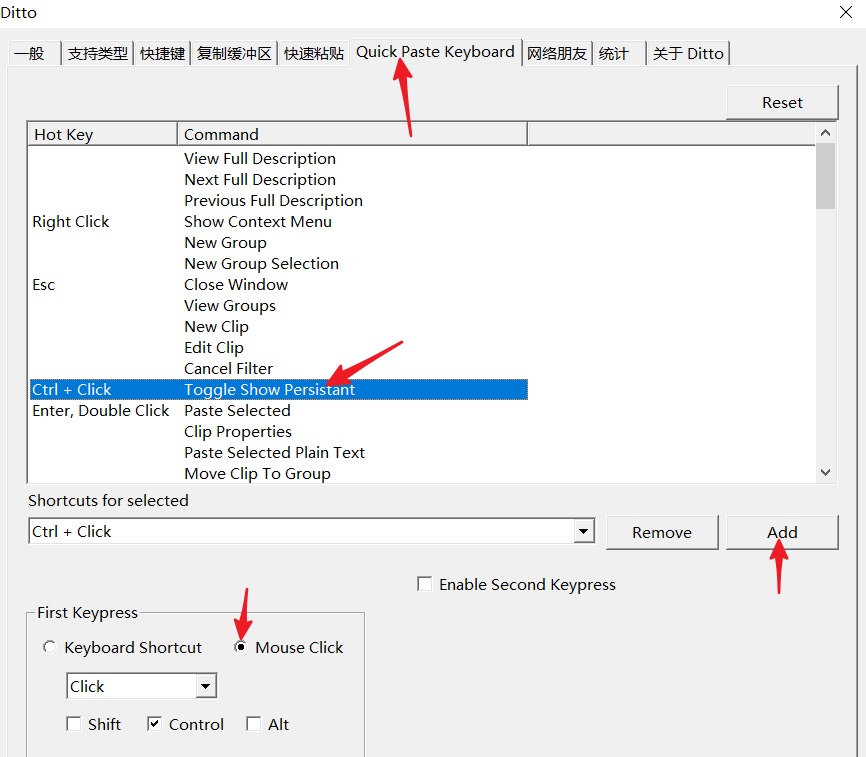 Ditto
一般 支持类型 快捷键 复制缓冲区 快速粘贴 Quick Paste Keyboard 网络朋友 统计 关于 Ditto
Reset
Hot Key Command
View Full Description
Next Full Description
Previous Full Description
Right Click Show Context Menu
New Group
New Group Selection
Esc Close Window
View Groups
New Clip
Edit Clip
Cancel Filter
Ctrl + Click Toggle Show Persistant
Enter, Double Click Paste Selected
Clip Properties
Paste Selected Plain Text
Move Clip To Group
Shortcuts for selected
Ctrl + Click Remove Add
Enable Second Keypress
First Keypress
Keyboard Shortcut Mouse Click
Click
Shift Control Alt